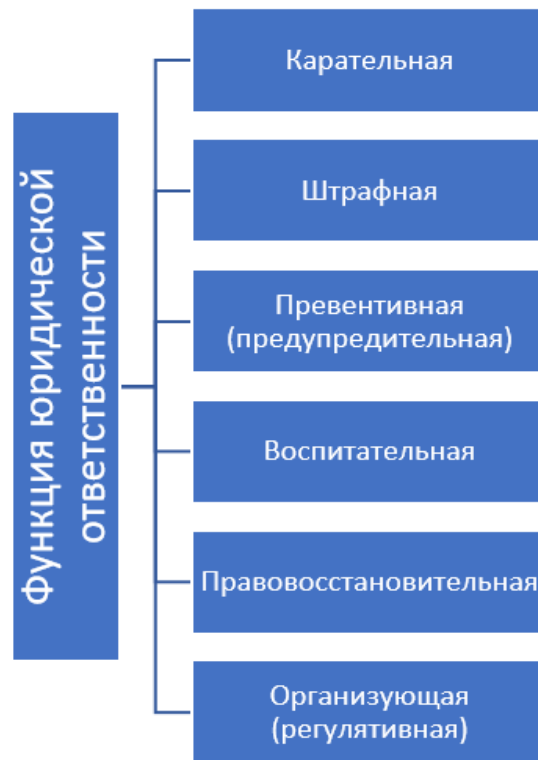 Функция юридической
ответственности
Карательная
Штрафная
Превентивная
(предупредительная)
Воспитательная
Правовосстановительная
Организующая
(регулятивная)